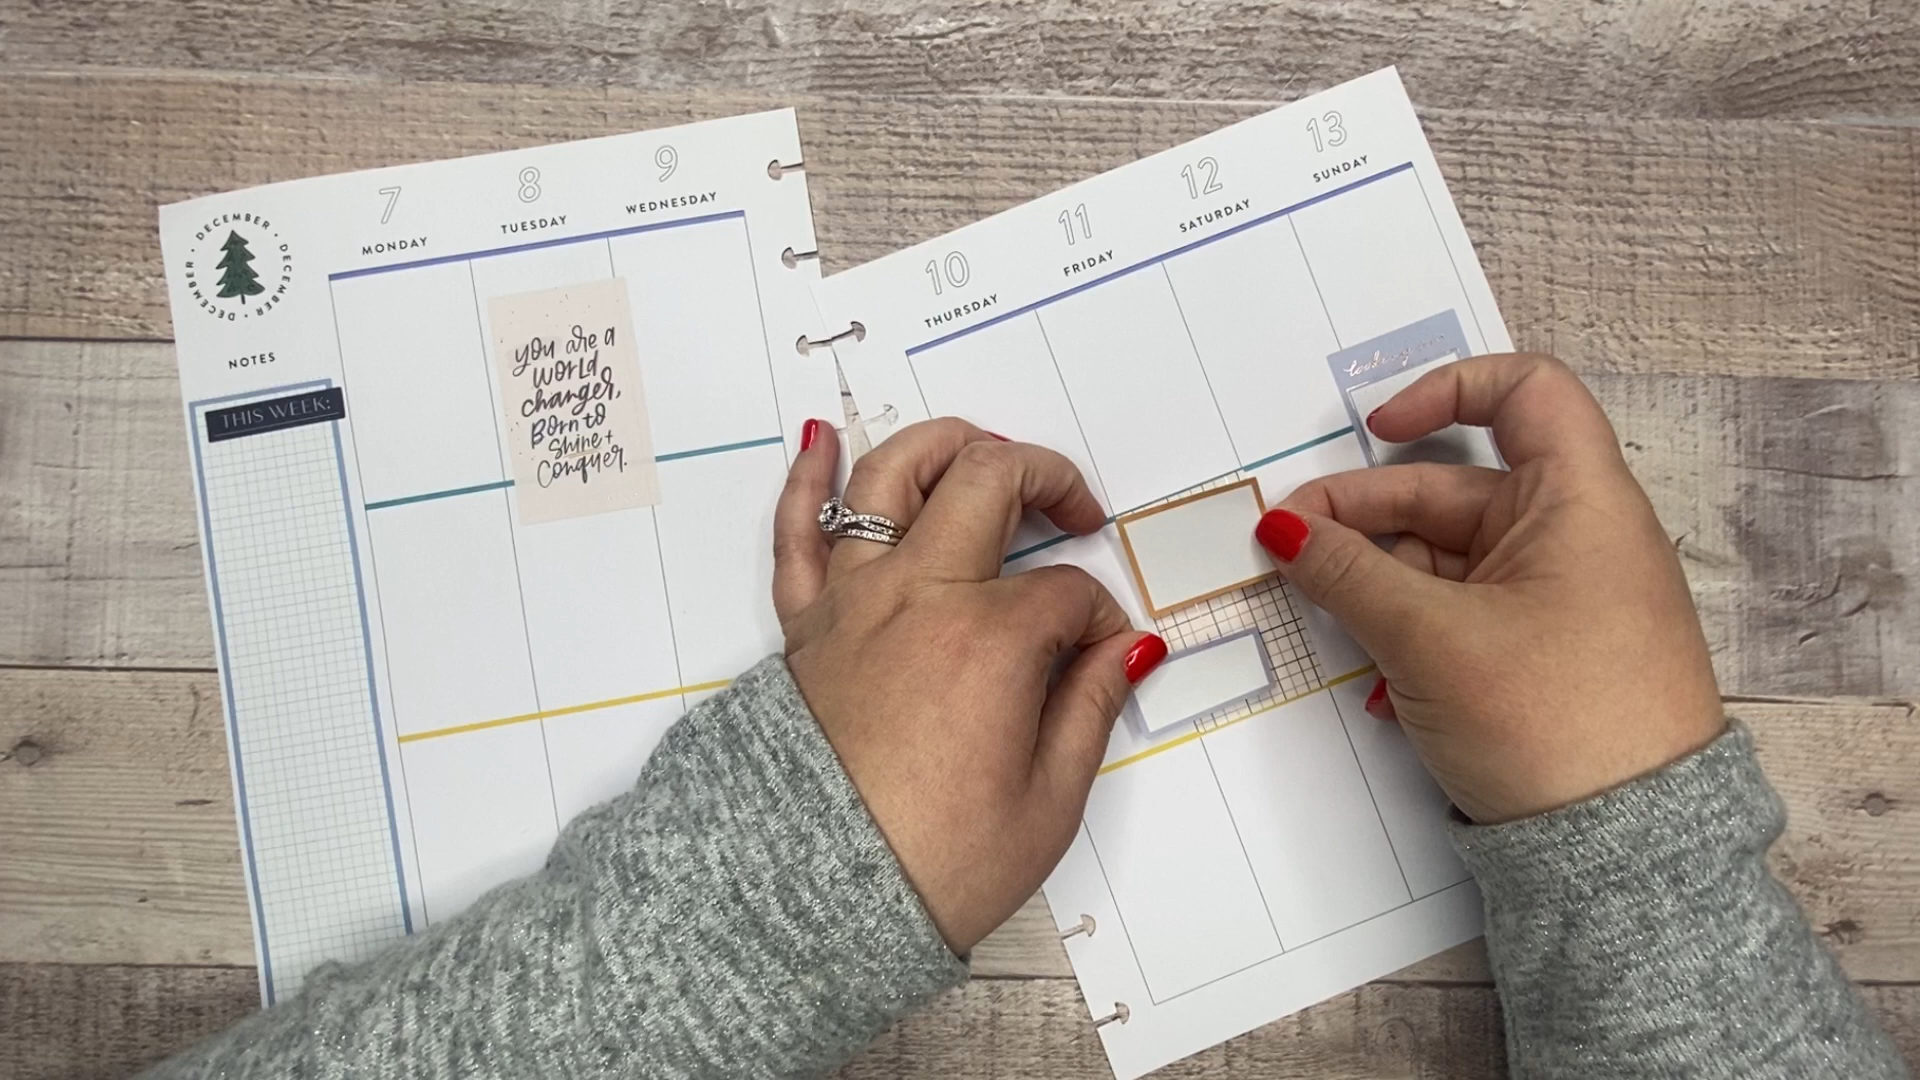 DECEMBER · DECEMBER · DECEMBER · DECEMBER ·
NOTES
THIS WEEK:
7
MONDAY
8
TUESDAY
9
WEDNESDAY
you are a
world
changer,
Born to
Shine +
Conquer.
10
THURSDAY
11
FRIDAY
12
SATURDAY
13
SUNDAY